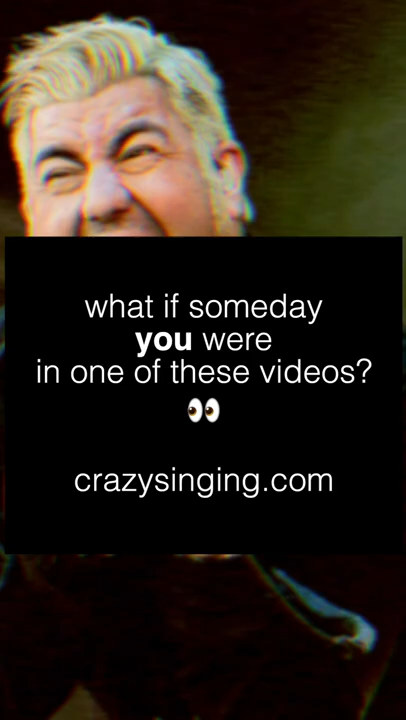 what if someday
you were
in one of these videos?
👀
crazysinging.com